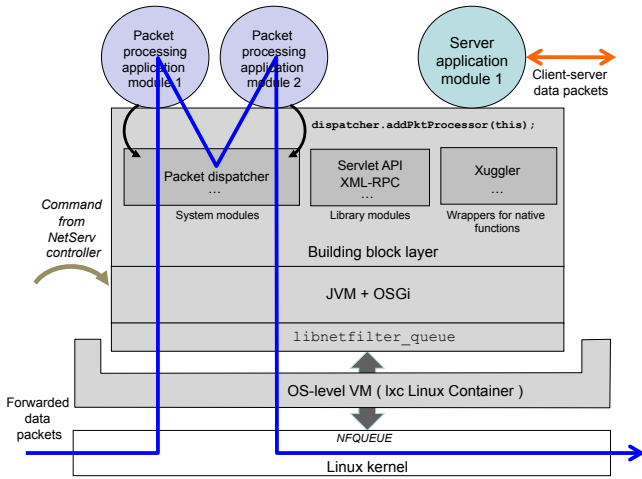 Packet
processing
application
module 1
Packet
processing
application
module 2
Server
application
module 1
Client-server
data packets
dispatcher.addPktProcessor(this);
Packet dispatcher
…
Servlet API
XML-RPC
…
Xuggler
…
System modules
Library modules
Wrappers for native
functions
Command
from
NetServ
controller
Building block layer
JVM + OSGi
libnetfilter_queue
OS-level VM ( lxc Linux Container )
Forwarded
data
packets
NFQUEUE
Linux kernel